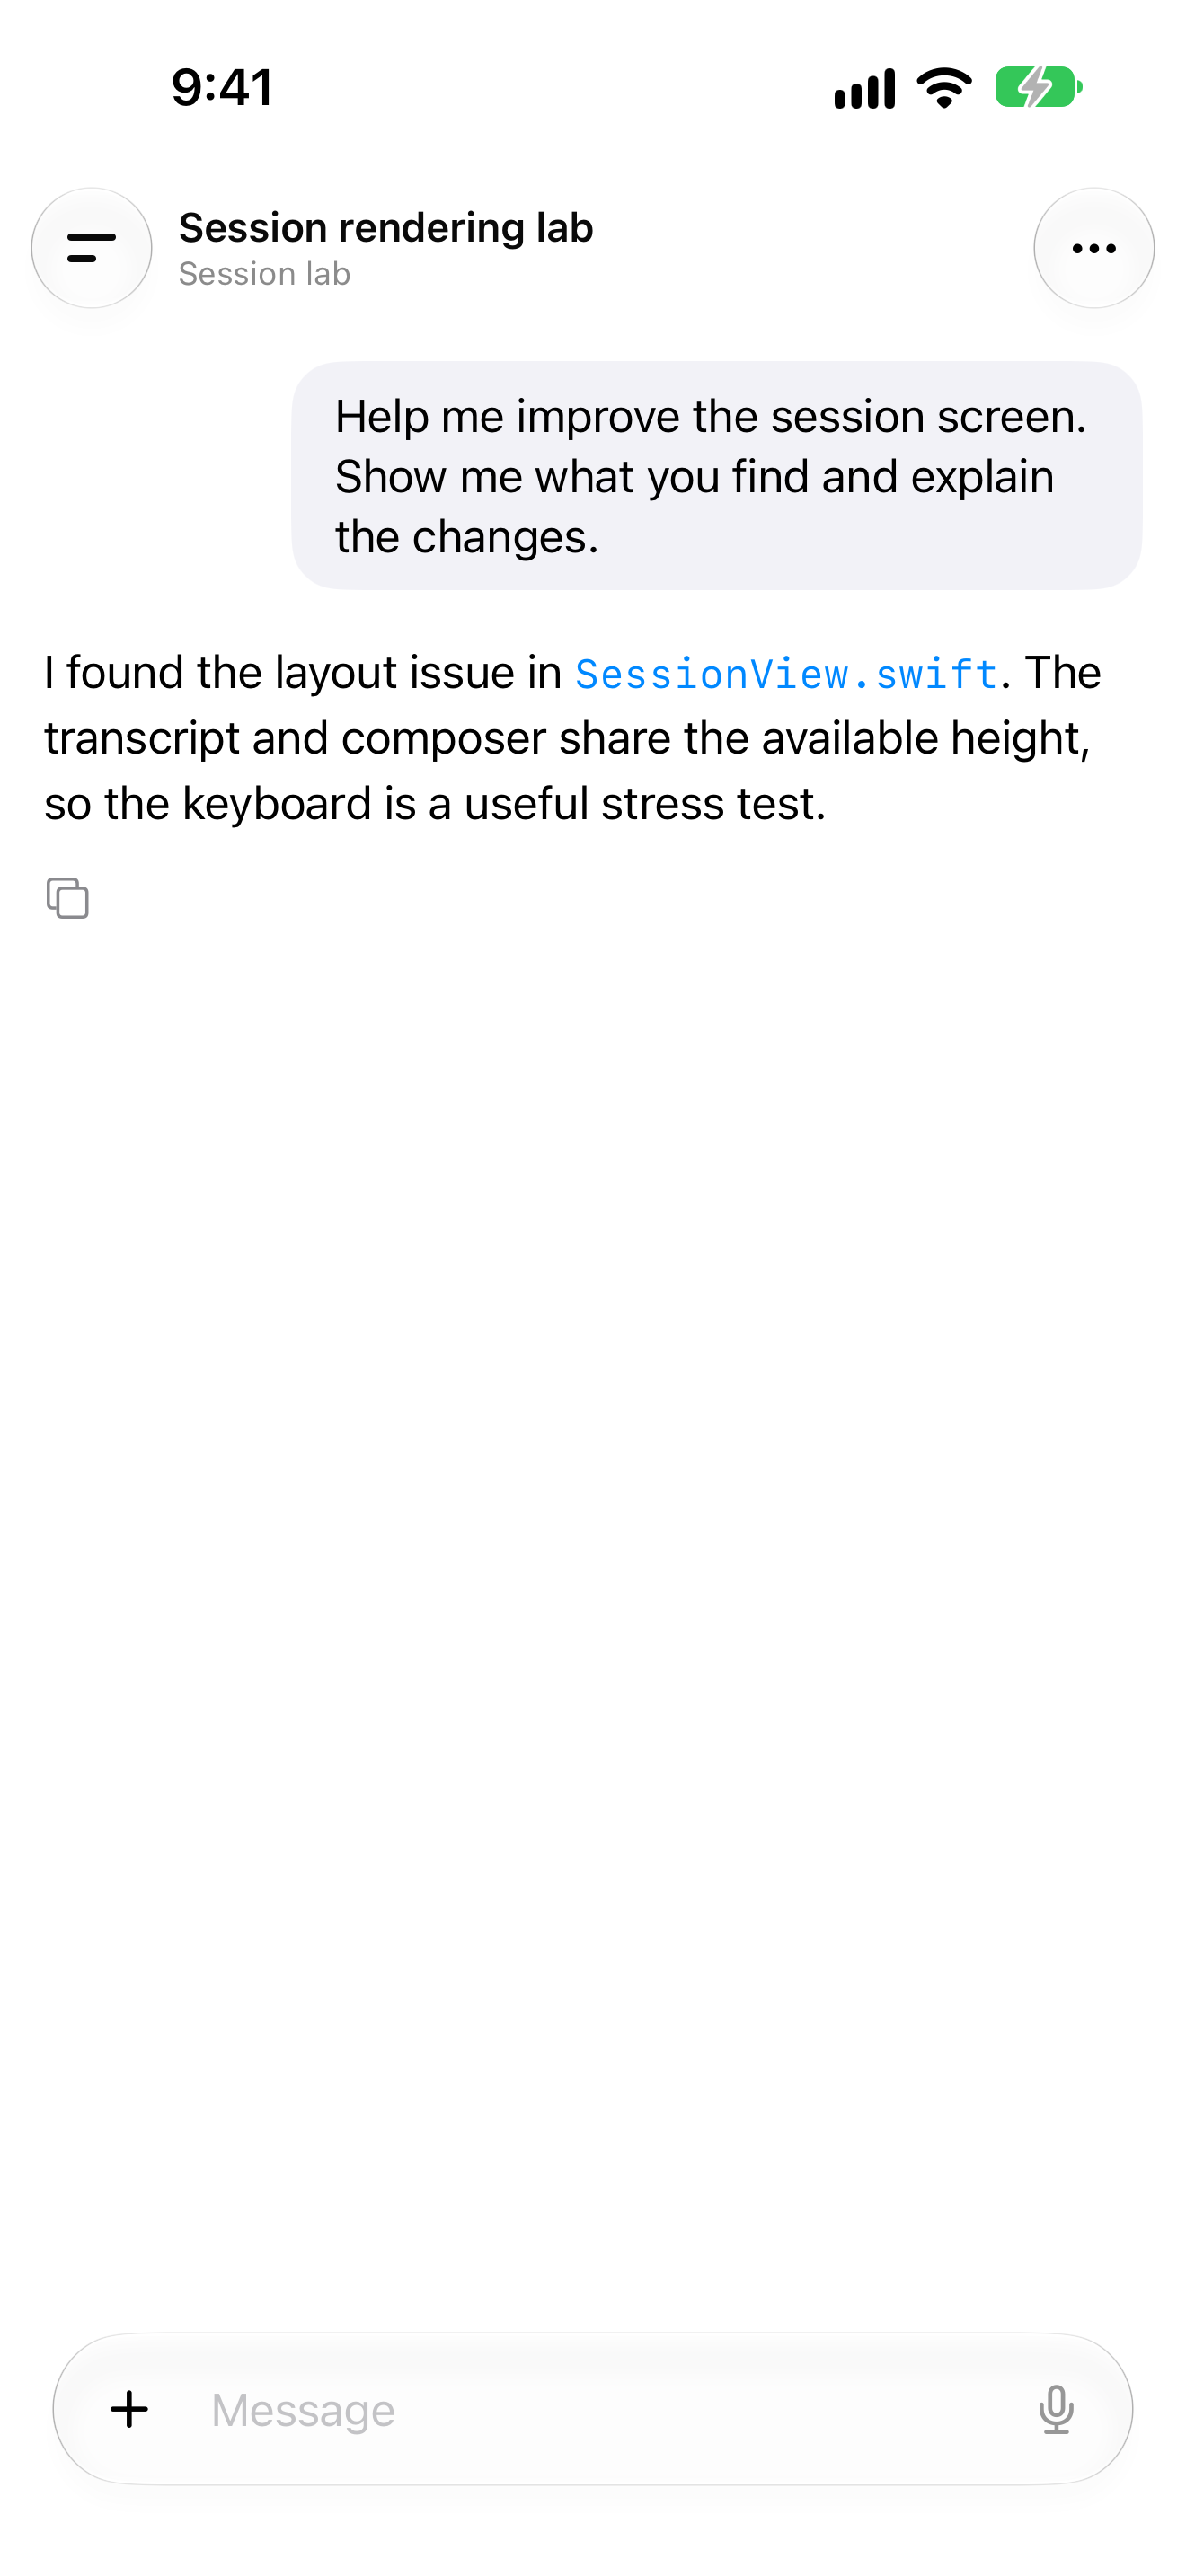 9:41
Session rendering lab
Session lab
Help me improve the session screen.
Show me what you find and explain
the changes.
I found the layout issue in SessionView.swift. The
transcript and composer share the available height,
so the keyboard is a useful stress test.
Message